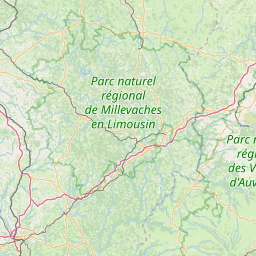 Parc naturel
régional
de Millevaches
en Limousin
Parc n
régi
des V
d'Auv